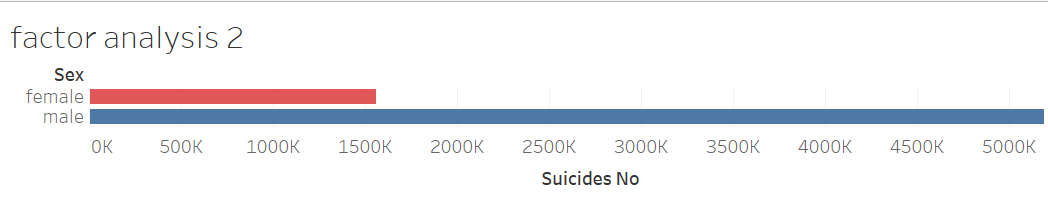 factor analysis 2
Sex
female
male
0K 500K 1000K 1500K 2000K 2500K 3000K 3500K 4000K 4500K 5000K
Suicides No